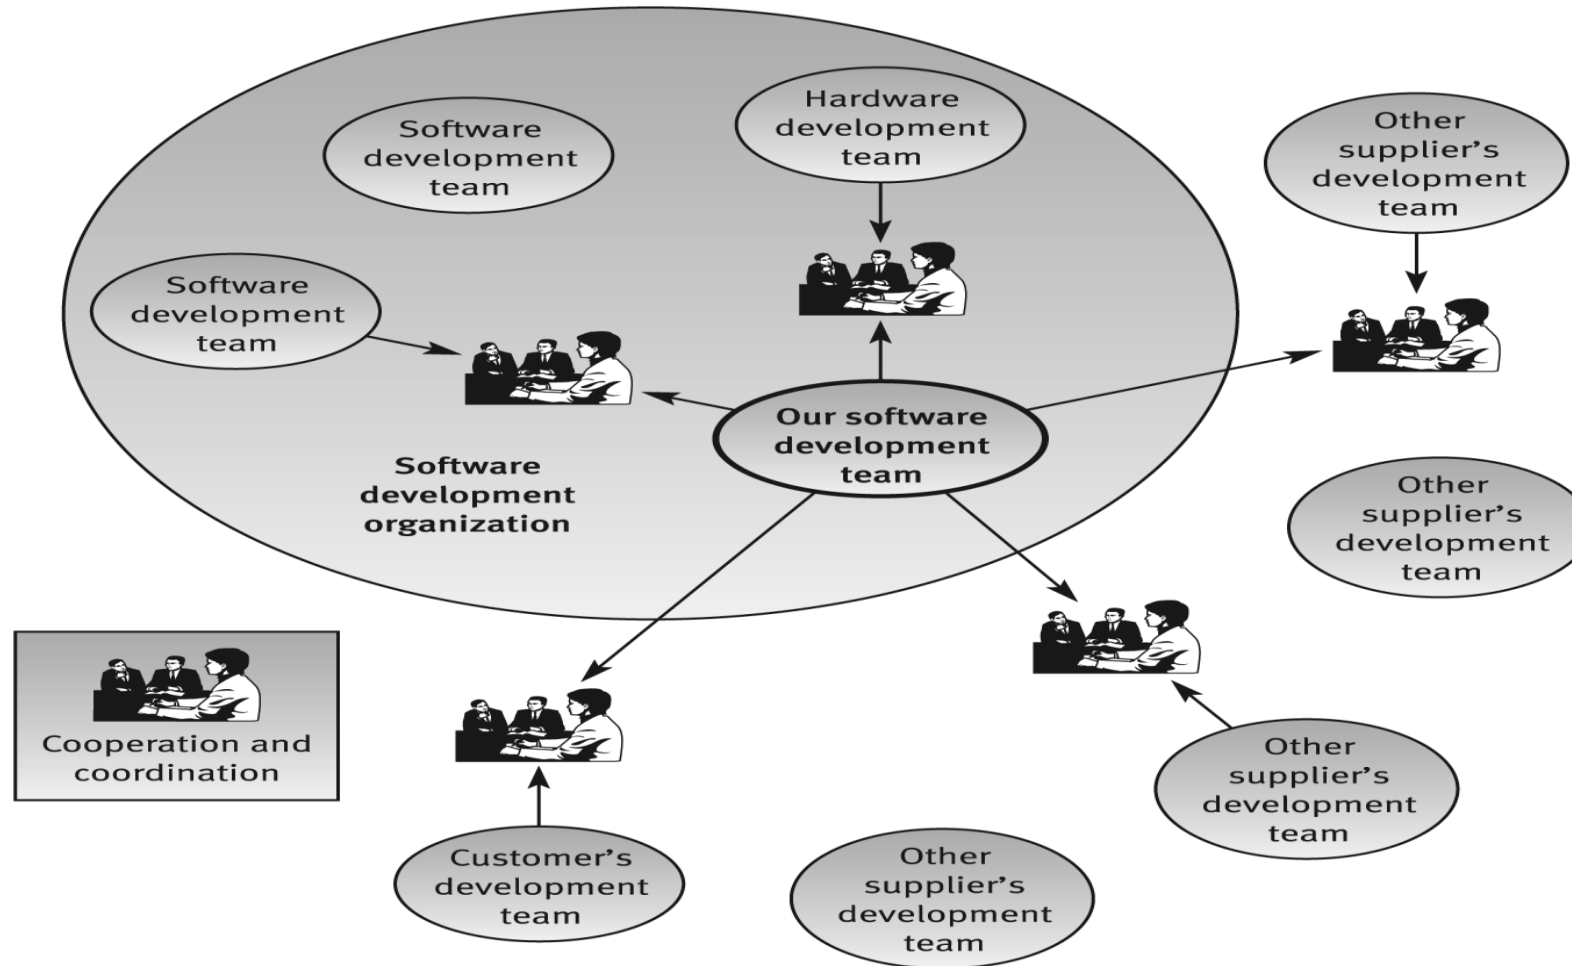 Hardware
development
team
Software
development
team
Other
supplier's
development
team
Software
development
team
Our software
development
team
Software
development
organization
Other
supplier's
development
team
Cooperation and
coordination
Other
supplier's
development
team
Customer's
development
team
Other
supplier's
development
team